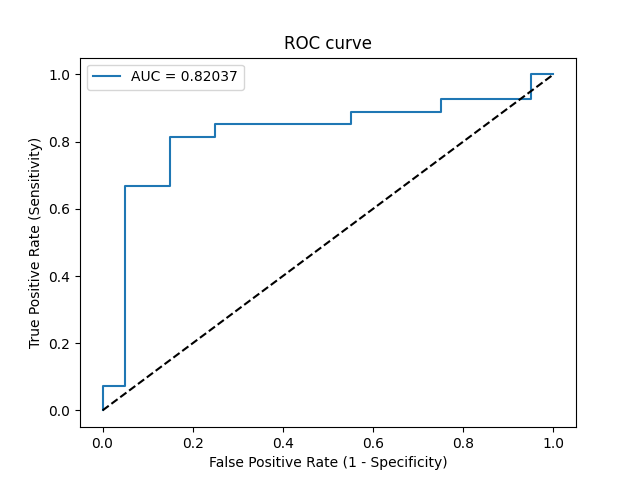 ROC curve
AUC = 0.82037
True Positive Rate (Sensitivity)
1.0
0.8
0.6
0.4
0.2
0.0
0.0 0.2 0.4 0.6 0.8 1.0
False Positive Rate (1 - Specificity)